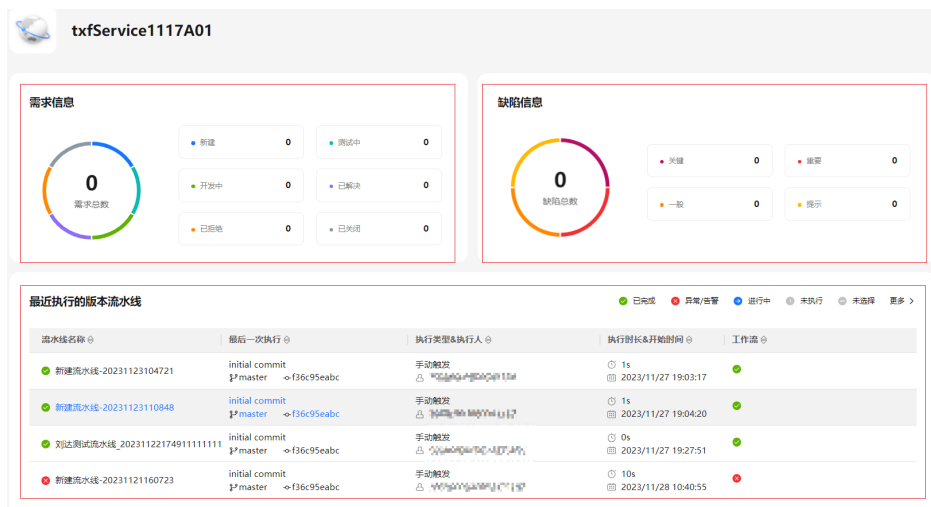 txfService1117A01
需求信息
缺陷信息
0
需求总数
新建 0
测试中 0
开发中 0
已解决 0
已拒绝 0
已关闭 0
0
缺陷总数
关键 0
重要 0
一般 0
提示 0
最近执行的版本流水线
已完成 异常/告警 进行中 未执行 未选择 更多
流水线名称 最后一次执行 执行类型&执行人 执行时长&开始时间 工作流
新建流水线-20231123104721
initial commit
master f36c95eabc
手动触发
1s
2023/11/27 19:03:17
新建流水线-20231123110848
initial commit
master f36c95eabc
手动触发
1s
2023/11/27 19:04:20
刘达测试流水线_20231122174911111111
initial commit
master f36c95eabc
手动触发
0s
2023/11/27 19:27:51
新建流水线-20231121160723
initial commit
master f36c95eabc
手动触发
10s
2023/11/28 10:40:55